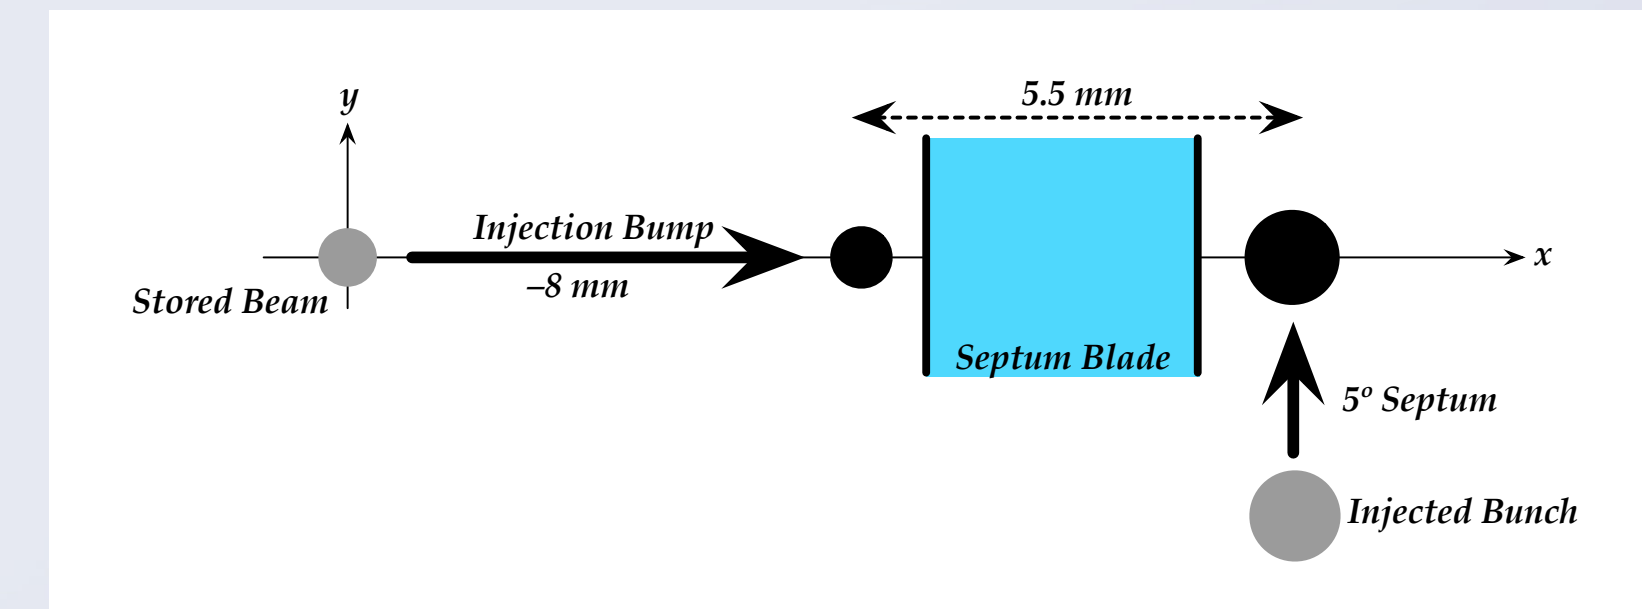 5.5 mm
y
Injection Bump
x
–8 mm
Stored Beam
Septum Blade
5º Septum
Injected Bunch